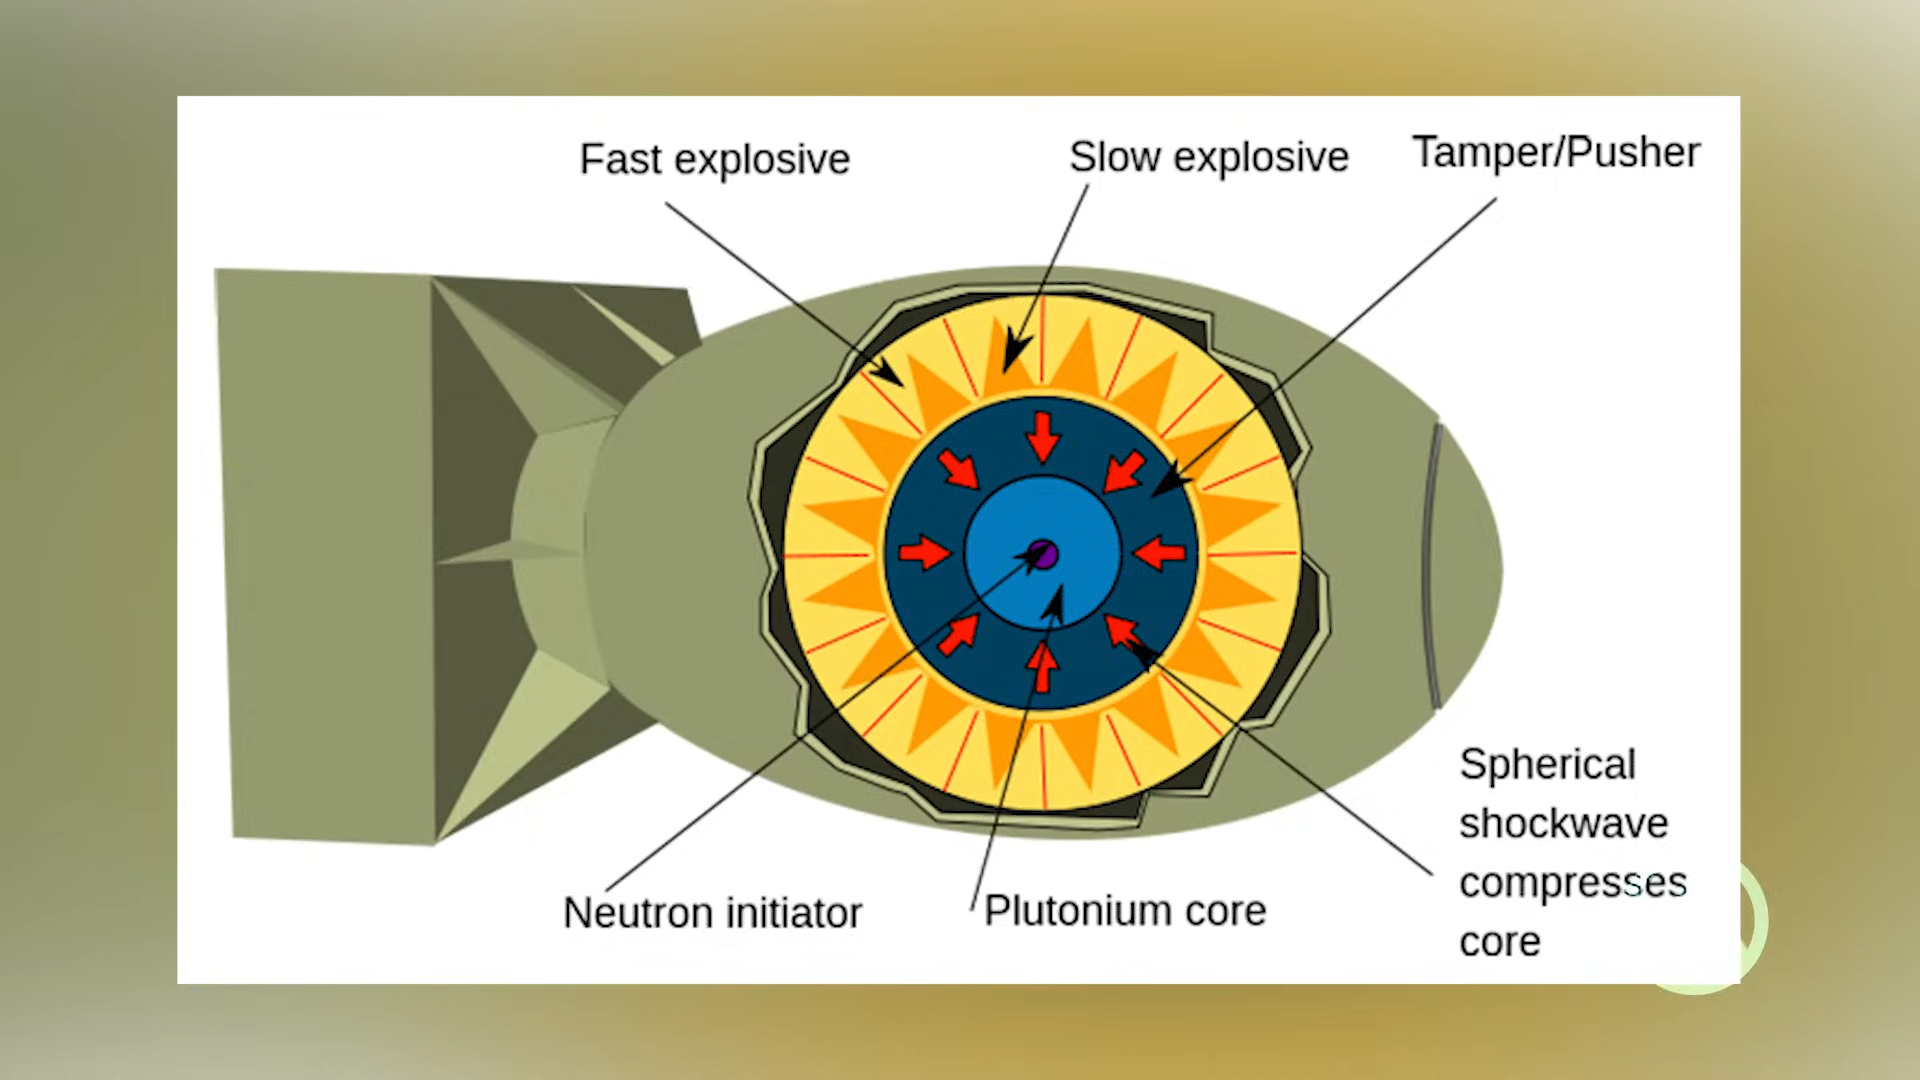 Fast explosive
Slow explosive
Tamper/Pusher
Neutron initiator
Plutonium core
Spherical
shockwave
compresses
core